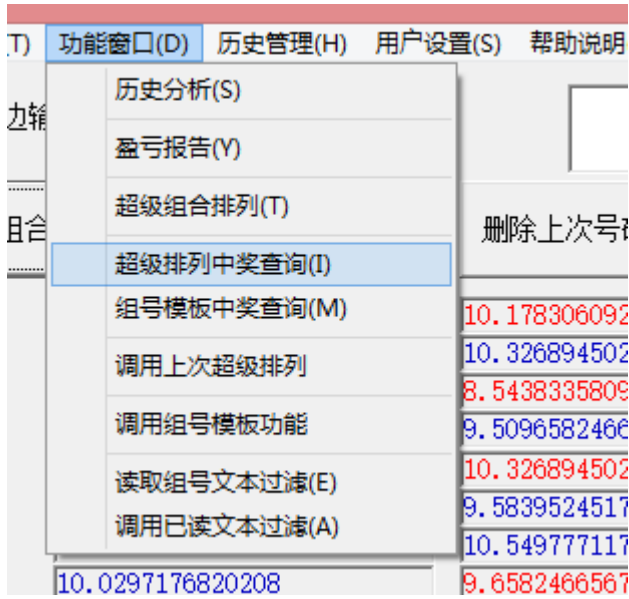 (T) 功能窗口(D) 历史管理(H) 用户设置(S) 帮助说明
历史分析(S)
边输
盈亏报告(Y)
超级组合排列(T)
组合
删除上次号
超级排列中奖查询(I)
组号模板中奖查询(M)
10.178306092
10.326894502
调用上次超级排列
8.5438335809
调用组号模板功能
9.5096582466
10.326894502
读取组号文本过滤(E)
9.5839524517
调用已读文本过滤(A)
10.549777117
10.0297176820208
9.6582466567